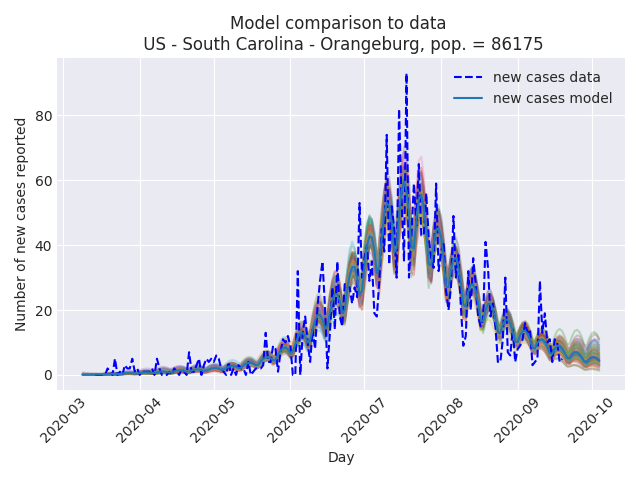 Model comparison to data
US - South Carolina - Orangeburg, pop. = 86175
new cases data
new cases model
Number of new cases reported
80
60
40
20
0
2020-03
2020-04
2020-05
2020-06
2020-07
2020-08
2020-09
2020-10
Day